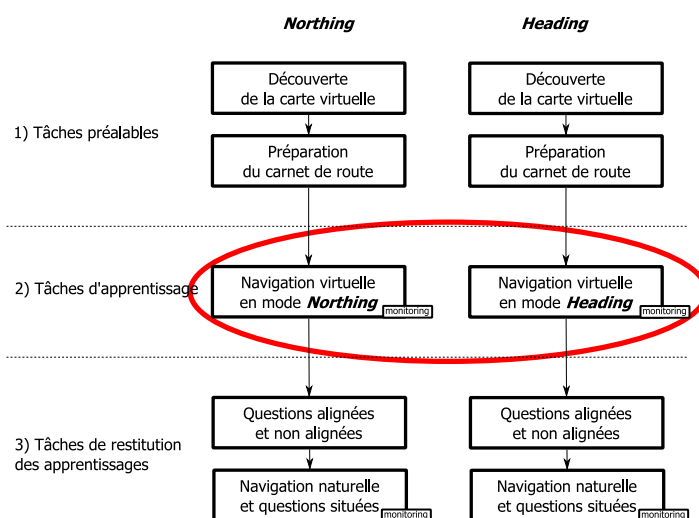 Northing
Heading
1) Tâches préalables
Découverte
de la carte virtuelle
Découverte
de la carte virtuelle
Préparation
du carnet de route
Préparation
du carnet de route
2) Tâches d'apprentissage
Navigation virtuelle
en mode Northing
monitoring
Navigation virtuelle
en mode Heading
monitoring
3) Tâches de restitution
des apprentissages
Questions alignées
et non alignées
Questions alignées
et non alignées
Navigation naturelle
et questions situées
monitoring
Navigation naturelle
et questions situées
monitoring